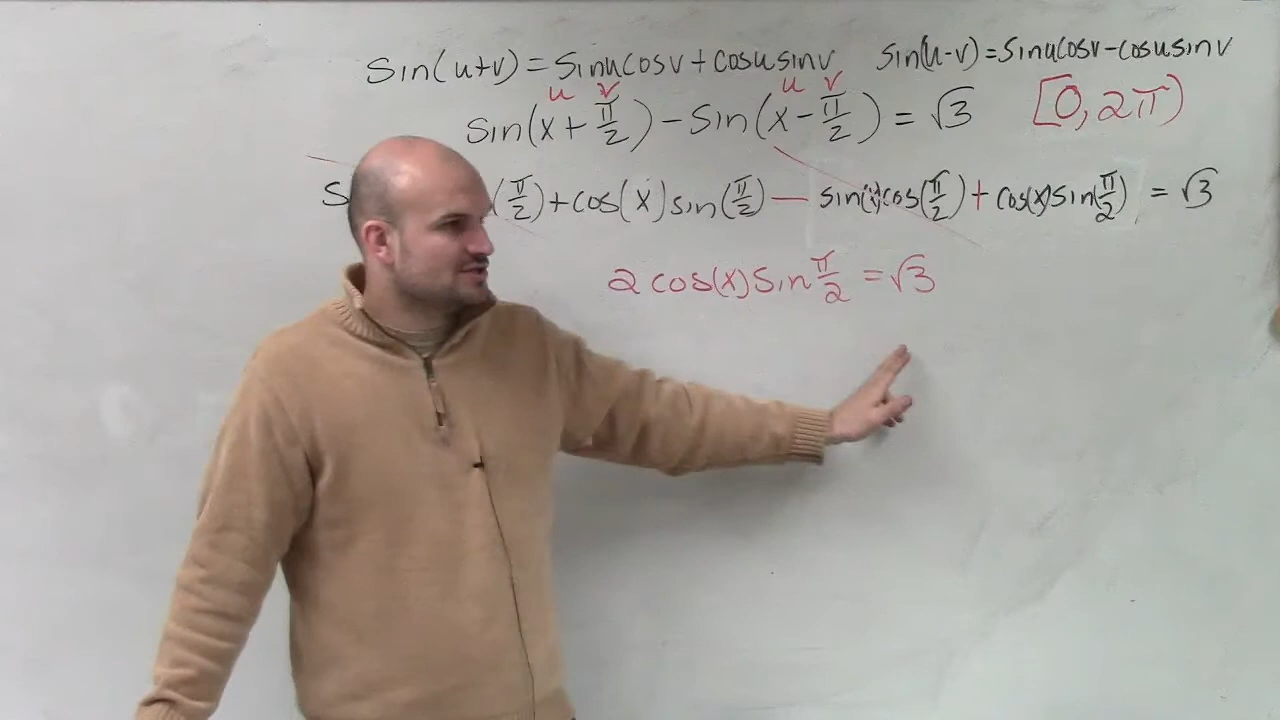 sin(u+v) = sinucosv + cosusinv sin(u-v) = sinucosv - cosusinv
u v u v
sin(x + π/2) - sin(x - π/2) = √3 [0, 2π)
S (π/2) + cos(x) sin(π/2) — sin(x)cos(π/2) + cos(x)sin(π/2) = √3
2 cos(x) sin π/2 = √3